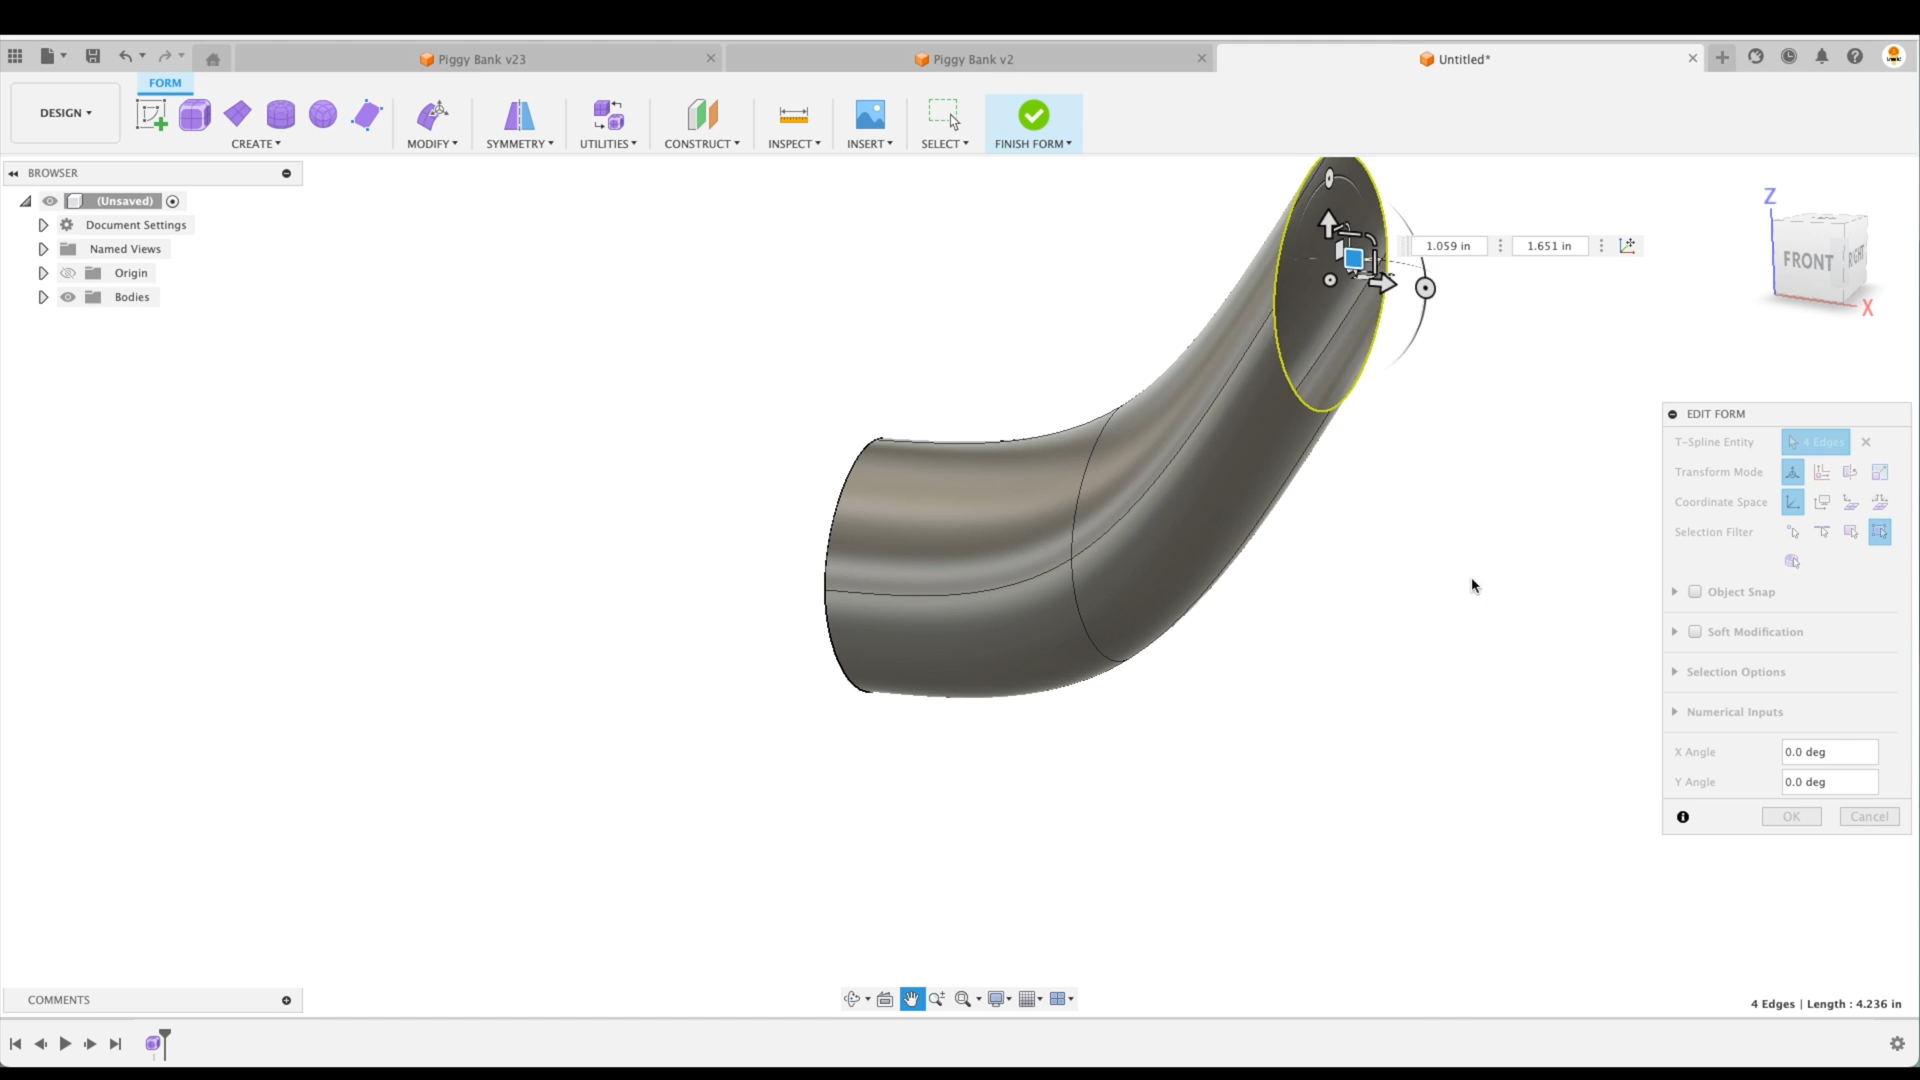 Piggy Bank v23
Piggy Bank v2
Untitled*
FORM
DESIGN
CREATE
MODIFY
SYMMETRY
UTILITIES
CONSTRUCT
INSPECT
INSERT
SELECT
FINISH FORM
BROWSER
(Unsaved)
Document Settings
Named Views
Origin
Bodies
1.059 in
1.651 in
Z
FRONT
RIGHT
X
EDIT FORM
T-Spline Entity
4 Edges
Transform Mode
Coordinate Space
Selection Filter
Object Snap
Soft Modification
Selection Options
Numerical Inputs
X Angle
0.0 deg
Y Angle
0.0 deg
OK
Cancel
COMMENTS
4 Edges | Length : 4.236 in